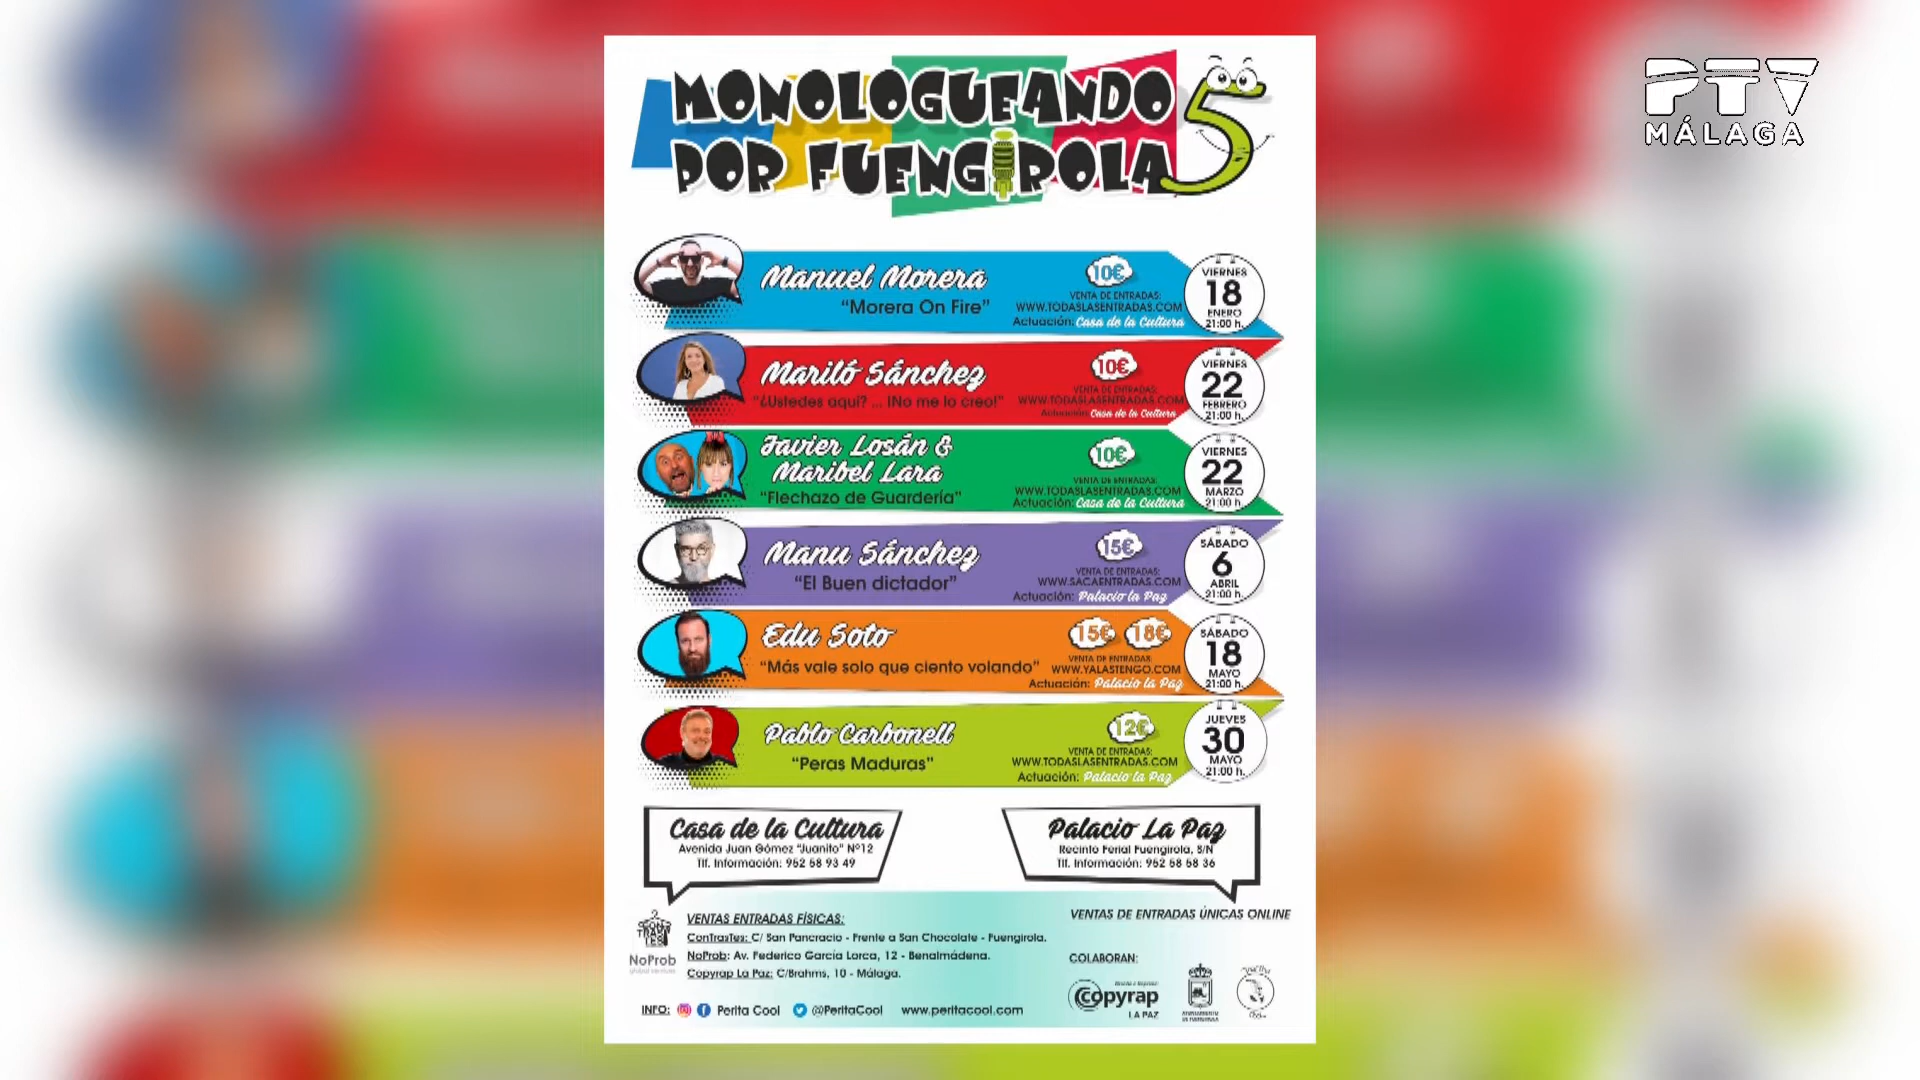 PTV
MÁLAGA
MONOLOGUEANDO
POR FUENGIROLA 5
Manuel Morera
"Morera On Fire"
10€
VENTA DE ENTRADAS:
WWW.TODASLASENTRADAS.COM
Actuación: Casa de la Cultura
VIERNES
18
ENERO
21:00 h.
Mariló Sánchez
"¿Ustedes aquí? ... ¡No me lo creo!"
10€
VENTA DE ENTRADAS:
WWW.TODASLASENTRADAS.COM
Actuación: Casa de la Cultura
VIERNES
22
FEBRERO
21:00 h.
Javier Losán &
Maribel Lara
"Flechazo de Guardería"
10€
VENTA DE ENTRADAS:
WWW.TODASLASENTRADAS.COM
Actuación: Casa de la Cultura
VIERNES
22
MARZO
21:00 h.
Manu Sánchez
"El Buen dictador"
15€
VENTA DE ENTRADAS:
WWW.SACAENTRADAS.COM
Actuación: Palacio la Paz
SÁBADO
6
ABRIL
21:00 h.
Edu Soto
"Más vale solo que ciento volando"
15€ 18€
VENTA DE ENTRADAS:
WWW.YALASTENGO.COM
Actuación: Palacio la Paz
SÁBADO
18
MAYO
21:00 h.
Pablo Carbonell
"Peras Maduras"
12€
VENTA DE ENTRADAS:
WWW.TODASLASENTRADAS.COM
Actuación: Palacio la Paz
JUEVES
30
MAYO
21:00 h.
Casa de la Cultura
Avenida Juan Gómez "Juanito" Nº12
Tlf. Información: 952 58 93 49
Palacio La Paz
Recinto Ferial Fuengirola, S/N
Tlf. Información: 952 58 58 36
CONTRASTES
NoProb
global services
VENTAS ENTRADAS FÍSICAS:
ConTrasTes: C/ San Pancracio - Frente a San Chocolate - Fuengirola.
NoProb: Av. Federico García Lorca, 12 - Benalmádena.
Copyrap La Paz: C/Brahms, 10 - Málaga.
VENTAS DE ENTRADAS ÚNICAS ONLINE
COLABORAN:
copyrap
LA PAZ
INFO: Perita Cool @PeritaCool www.peritacool.com